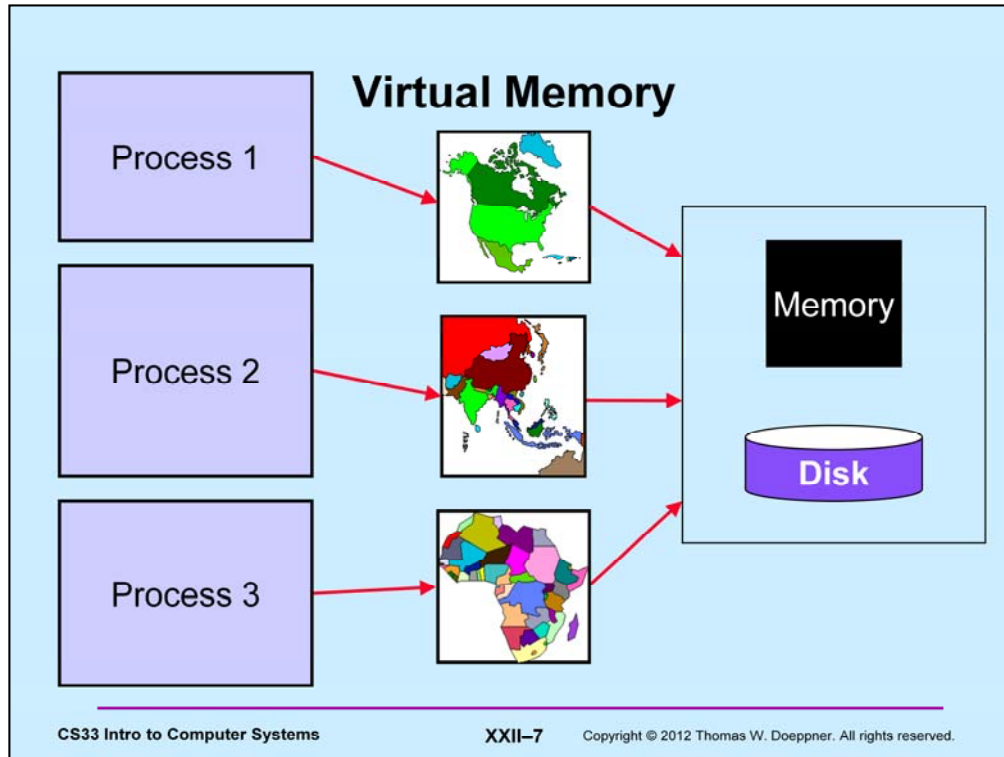 Virtual Memory
Process 1
Process 2
Process 3
Memory
Disk
CS33 Intro to Computer Systems
XXII–7
Copyright © 2012 Thomas W. Doeppner. All rights reserved.